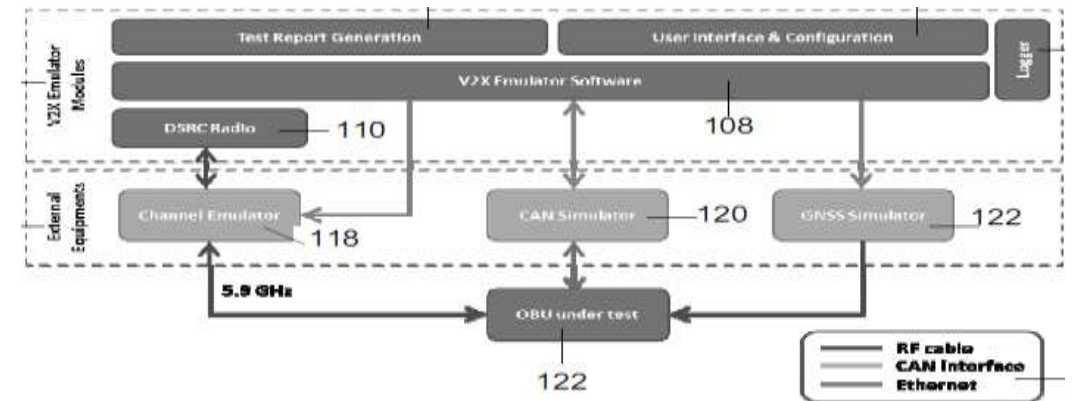 Test Report Generation
User Interface & Configuration
Logger
V2X Emulator
Modules
V2X Emulator Software
108
DSRC Radio
110
External
Equipments
Channel Emulator
118
CAN Simulator
120
GNSS Simulator
122
5.9 GHz
OBU under test
122
RF cable
CAN Interface
Ethernet